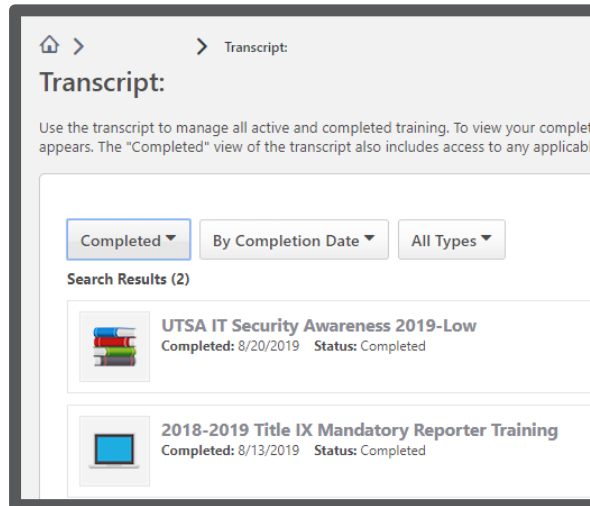 Transcript:
Transcript:
Use the transcript to manage all active and completed training. To view your complet
appears. The "Completed" view of the transcript also includes access to any applicabl
Completed By Completion Date All Types
Search Results (2)
UTSA IT Security Awareness 2019-Low
Completed: 8/20/2019 Status: Completed
2018-2019 Title IX Mandatory Reporter Training
Completed: 8/13/2019 Status: Completed